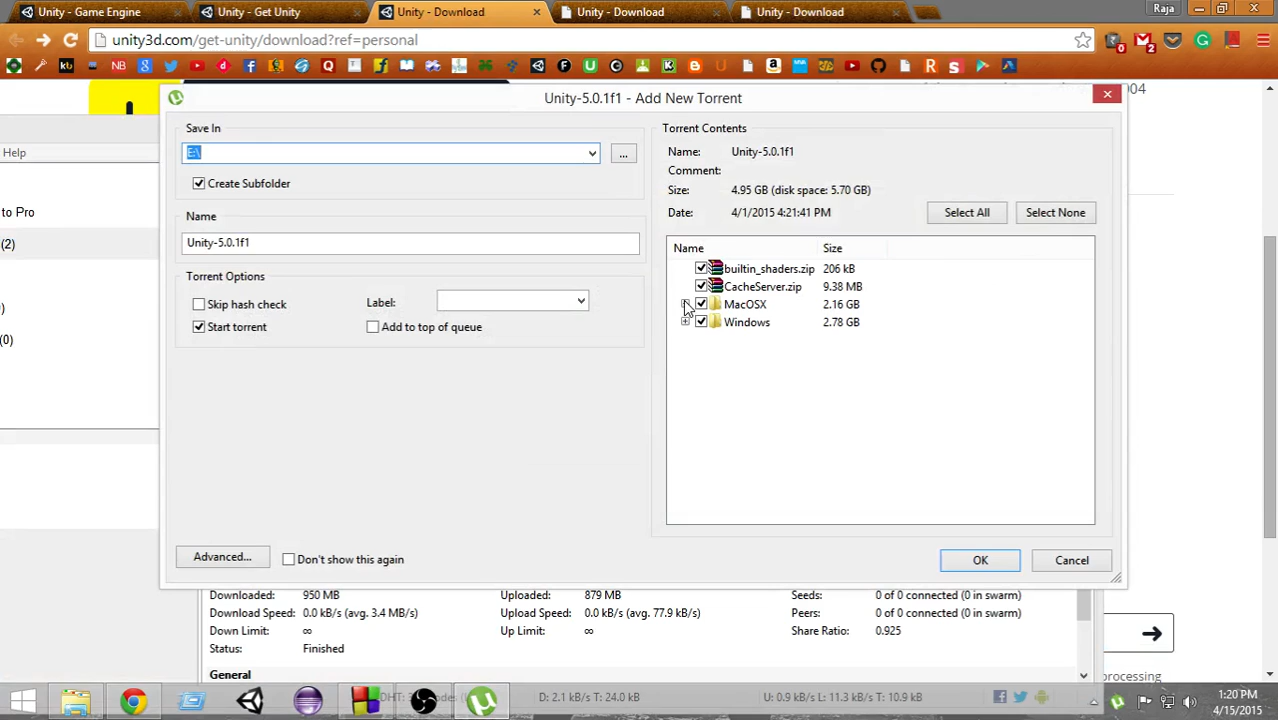 Unity - Game Engine
Unity - Get Unity
Unity - Download
Unity - Download
Unity - Download
Raja
unity3d.com/get-unity/download?ref=personal
Unity-5.0.1f1 - Add New Torrent
004
Help
to Pro
(2)
)
(0)
Save In
E:\
...
Create Subfolder
Name
Unity-5.0.1f1
Torrent Options
Skip hash check
Label:
Start torrent
Add to top of queue
Advanced...
Don't show this again
Torrent Contents
Name: Unity-5.0.1f1
Comment:
Size: 4.95 GB (disk space: 5.70 GB)
Date: 4/1/2015 4:21:41 PM
Select All
Select None
Name Size
builtin_shaders.zip 206 kB
CacheServer.zip 9.38 MB
MacOSX 2.16 GB
Windows 2.78 GB
OK
Cancel
Downloaded: 950 MB Uploaded: 879 MB Seeds: 0 of 0 connected (0 in swarm)
Download Speed: 0.0 kB/s (avg. 3.4 MB/s) Upload Speed: 0.0 kB/s (avg. 77.9 kB/s) Peers: 0 of 0 connected (0 in swarm)
Down Limit: ∞ Up Limit: ∞ Share Ratio: 0.925
Status: Finished
General
processing
D: 2.1 kB/s T: 24.0 kB
U: 0.9 kB/s L: 11.3 kB/s T: 10.9 kB
1:20 PM
4/15/2015